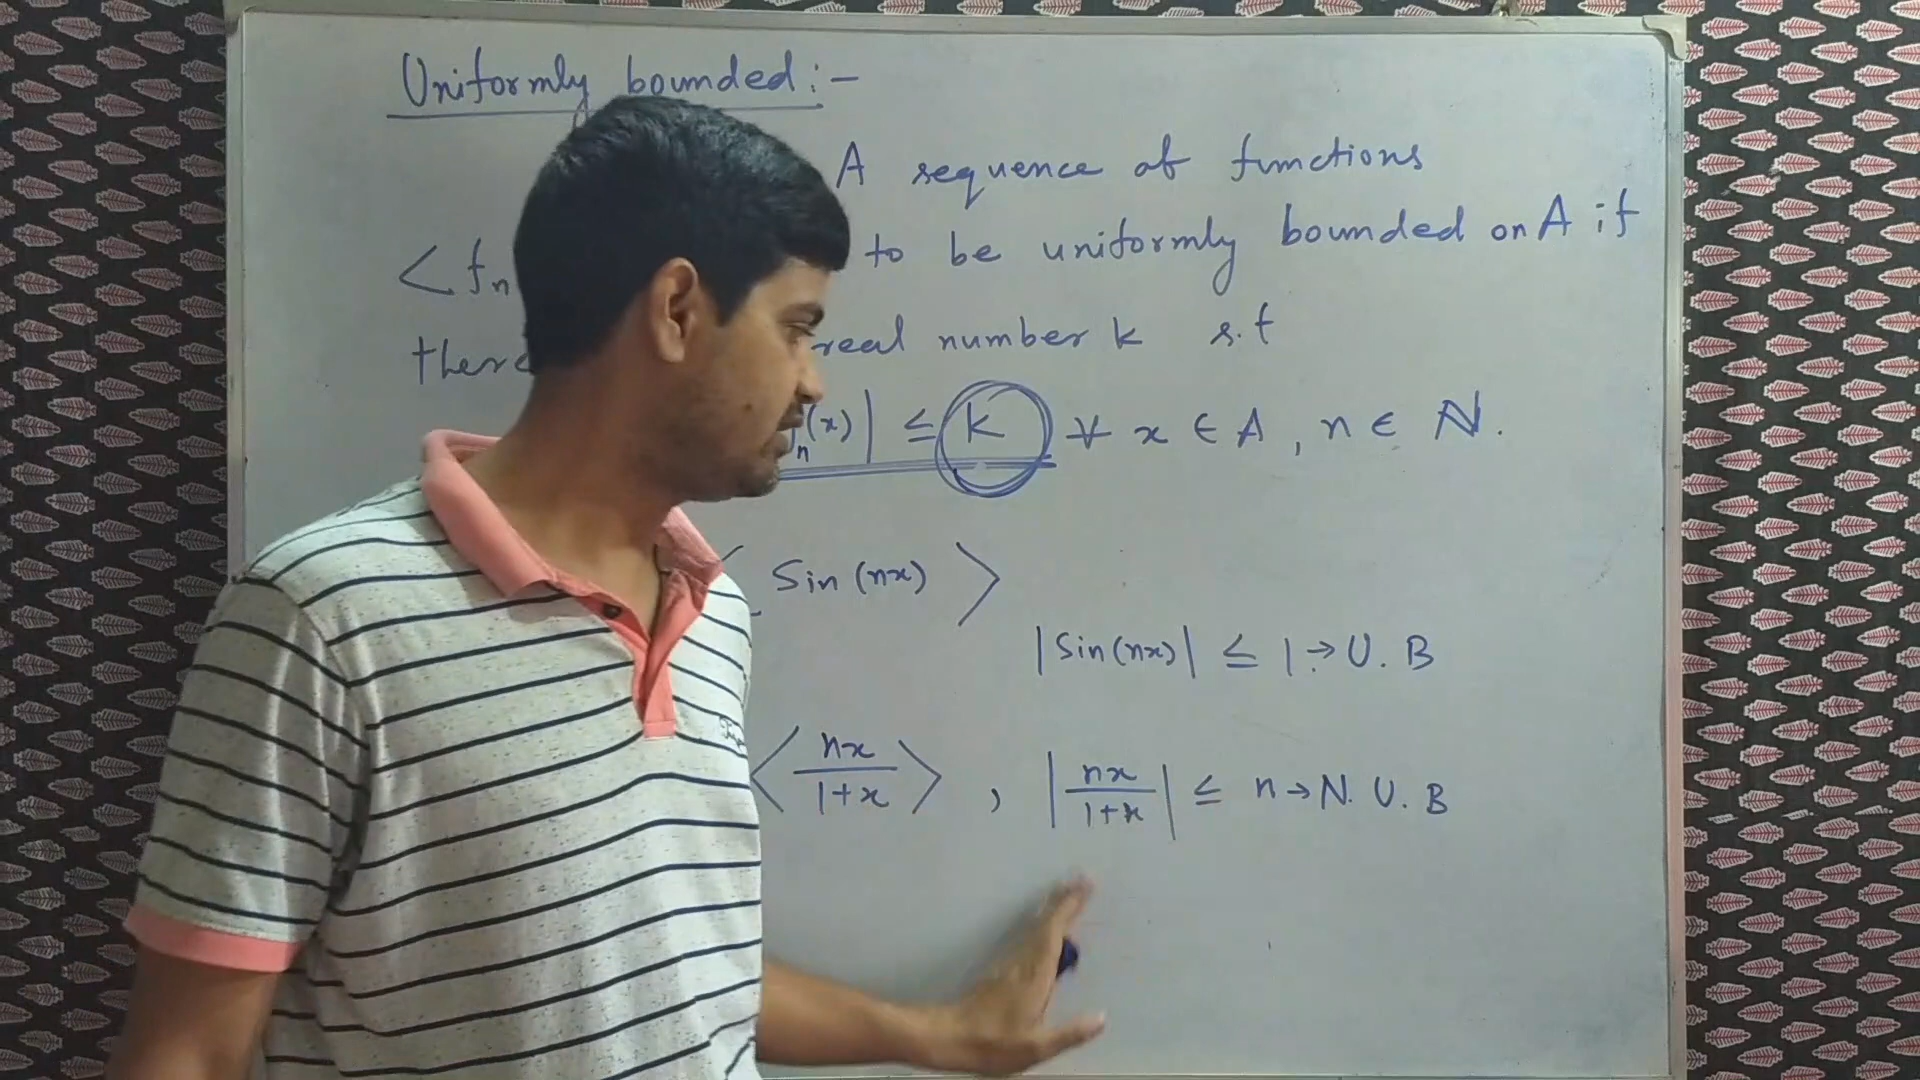 Uniformly bounded :-
A sequence of functions
< fn to be uniformly bounded on A if
there real number k s.t
n(x)| ≤ k ∀ x ∈ A , n ∈ ℕ.
< Sin (nx) >
|Sin(nx)| ≤ 1 → U. B
< nx/1+x > , |nx/1+x| ≤ n → N. U. B